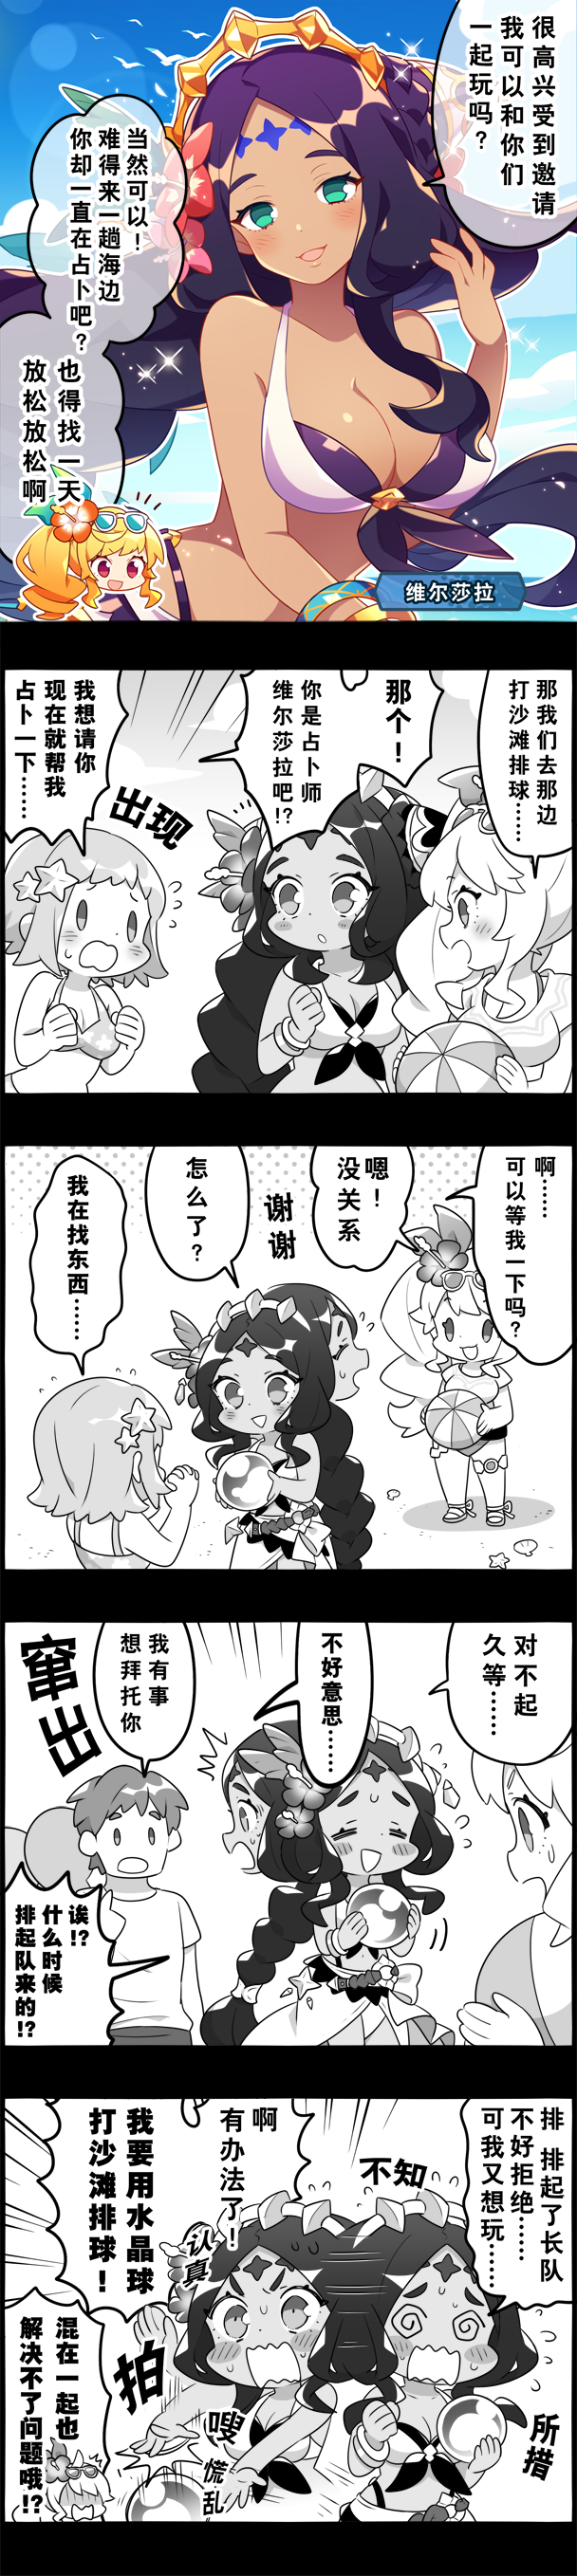 很高兴受到邀请
我可以和你们
一起玩吗？
当然可以！
难得来一趟海边
你却一直在占卜吧？
也得找一天
放松放松啊
维尔莎拉
那我们去那边
打沙滩排球……
那个！
你是占卜师
维尔莎拉吧!?
我想请你
现在就帮我
占卜一下……
出现
啊……
可以等我一下吗？
嗯！
没关系
谢谢
怎么了？
我在找东西……
对不起
久等……
不好意思……
我有事
想拜托你
窜出
诶!?
什么时候
排起队来的!?
排 排起了长队
不好拒绝……
可我又想玩……
不知
所措
啊
有办法了！
认真
我要用水晶球
打沙滩排球！
拍
嗖
慌乱
混在一起也
解决不了问题哦!?